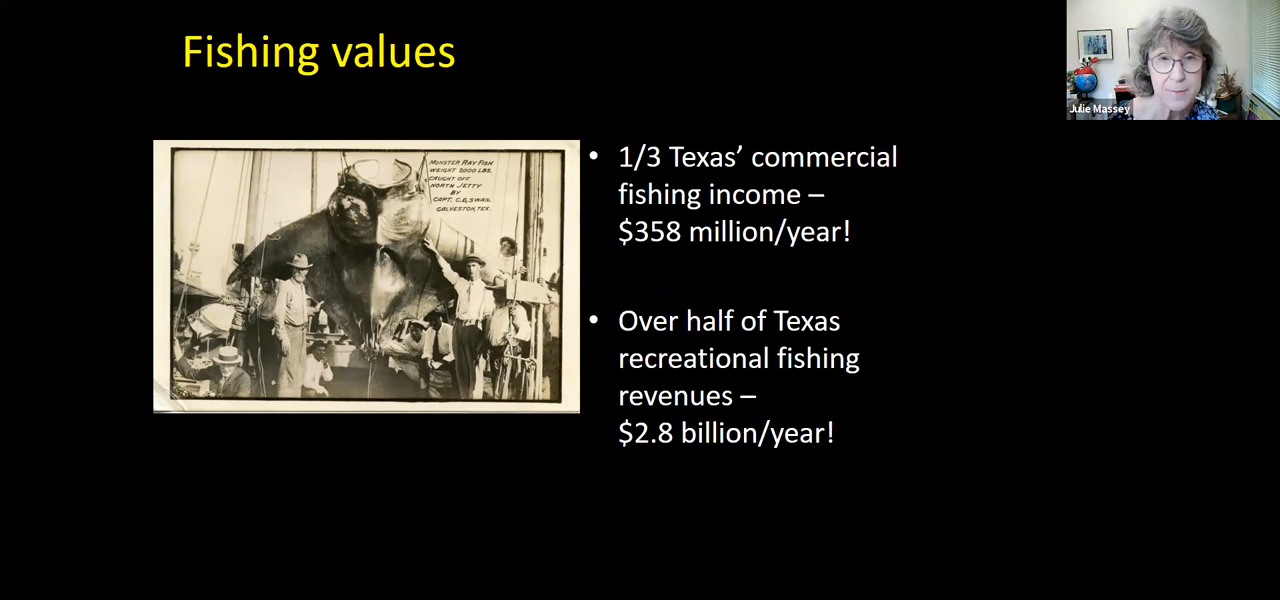 Fishing values
Julie Massey
MONSTER RAY FISH
WEIGHT 2000 LBS.
CAUGHT OFF
NORTH JETTY
BY
CAPT. C.G. SWAN.
GALVESTON, TEX.
• 1/3 Texas’ commercial
fishing income –
$358 million/year!
• Over half of Texas
recreational fishing
revenues –
$2.8 billion/year!